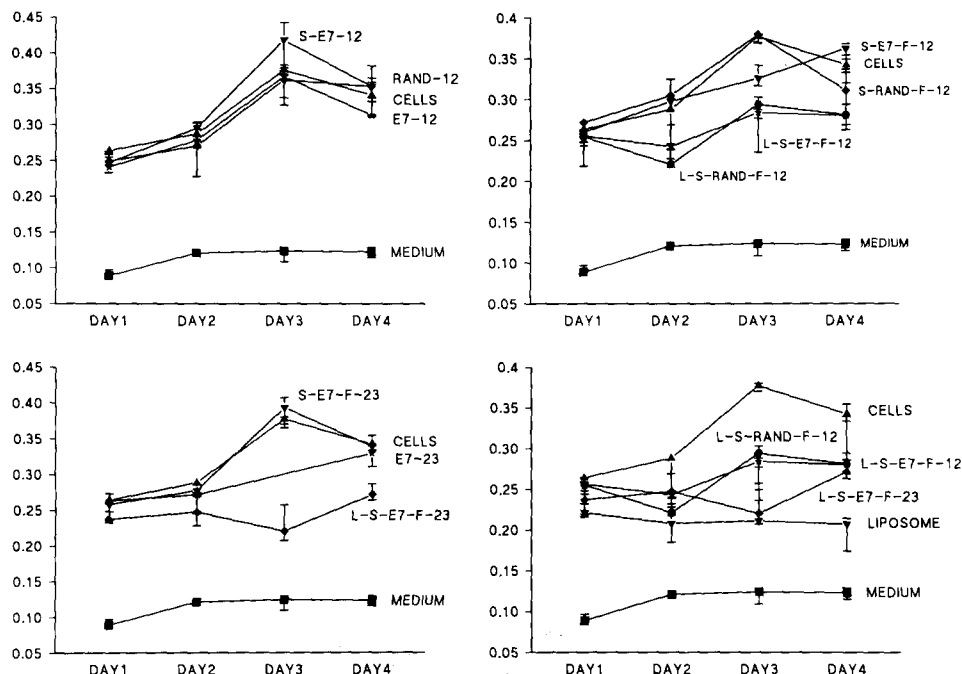 0.45
0.40
0.35
0.30
0.25
0.20
0.15
0.10
0.05
S-E7-12
RAND-12
CELLS
E7-12
MEDIUM
DAY1 DAY2 DAY3 DAY4
0.4
0.35
0.30
0.25
0.20
0.15
0.10
0.05
S-E7-F-12
CELLS
S-RAND-F-12
L-S-E7-F-12
L-S-RAND-F-12
MEDIUM
DAY1 DAY2 DAY3 DAY4
0.45
0.40
0.35
0.30
0.25
0.20
0.15
0.10
0.05
S-E7-F-23
CELLS
E7-23
L-S-E7-F-23
MEDIUM
DAY1 DAY2 DAY3 DAY4
0.4
0.35
0.30
0.25
0.20
0.15
0.10
0.05
CELLS
L-S-RAND-F-12
L-S-E7-F-12
L-S-E7-F-23
LIPOSOME
MEDIUM
DAY1 DAY2 DAY3 DAY4